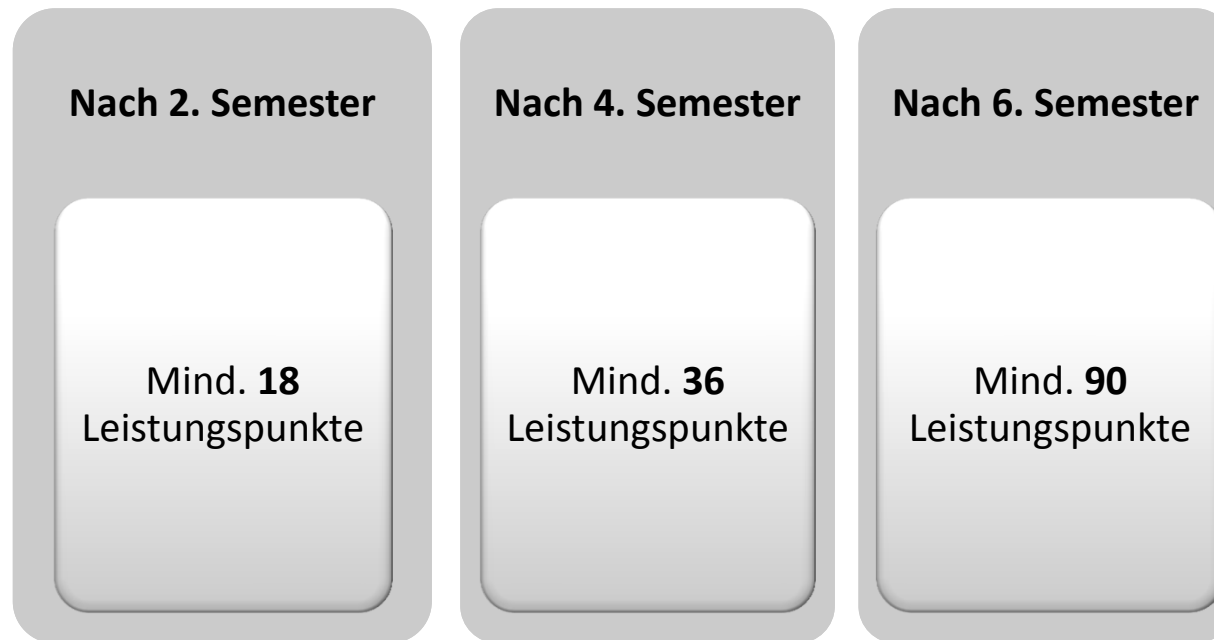 Nach 2. Semester
Mind. 18
Leistungspunkte
Nach 4. Semester
Mind. 36
Leistungspunkte
Nach 6. Semester
Mind. 90
Leistungspunkte